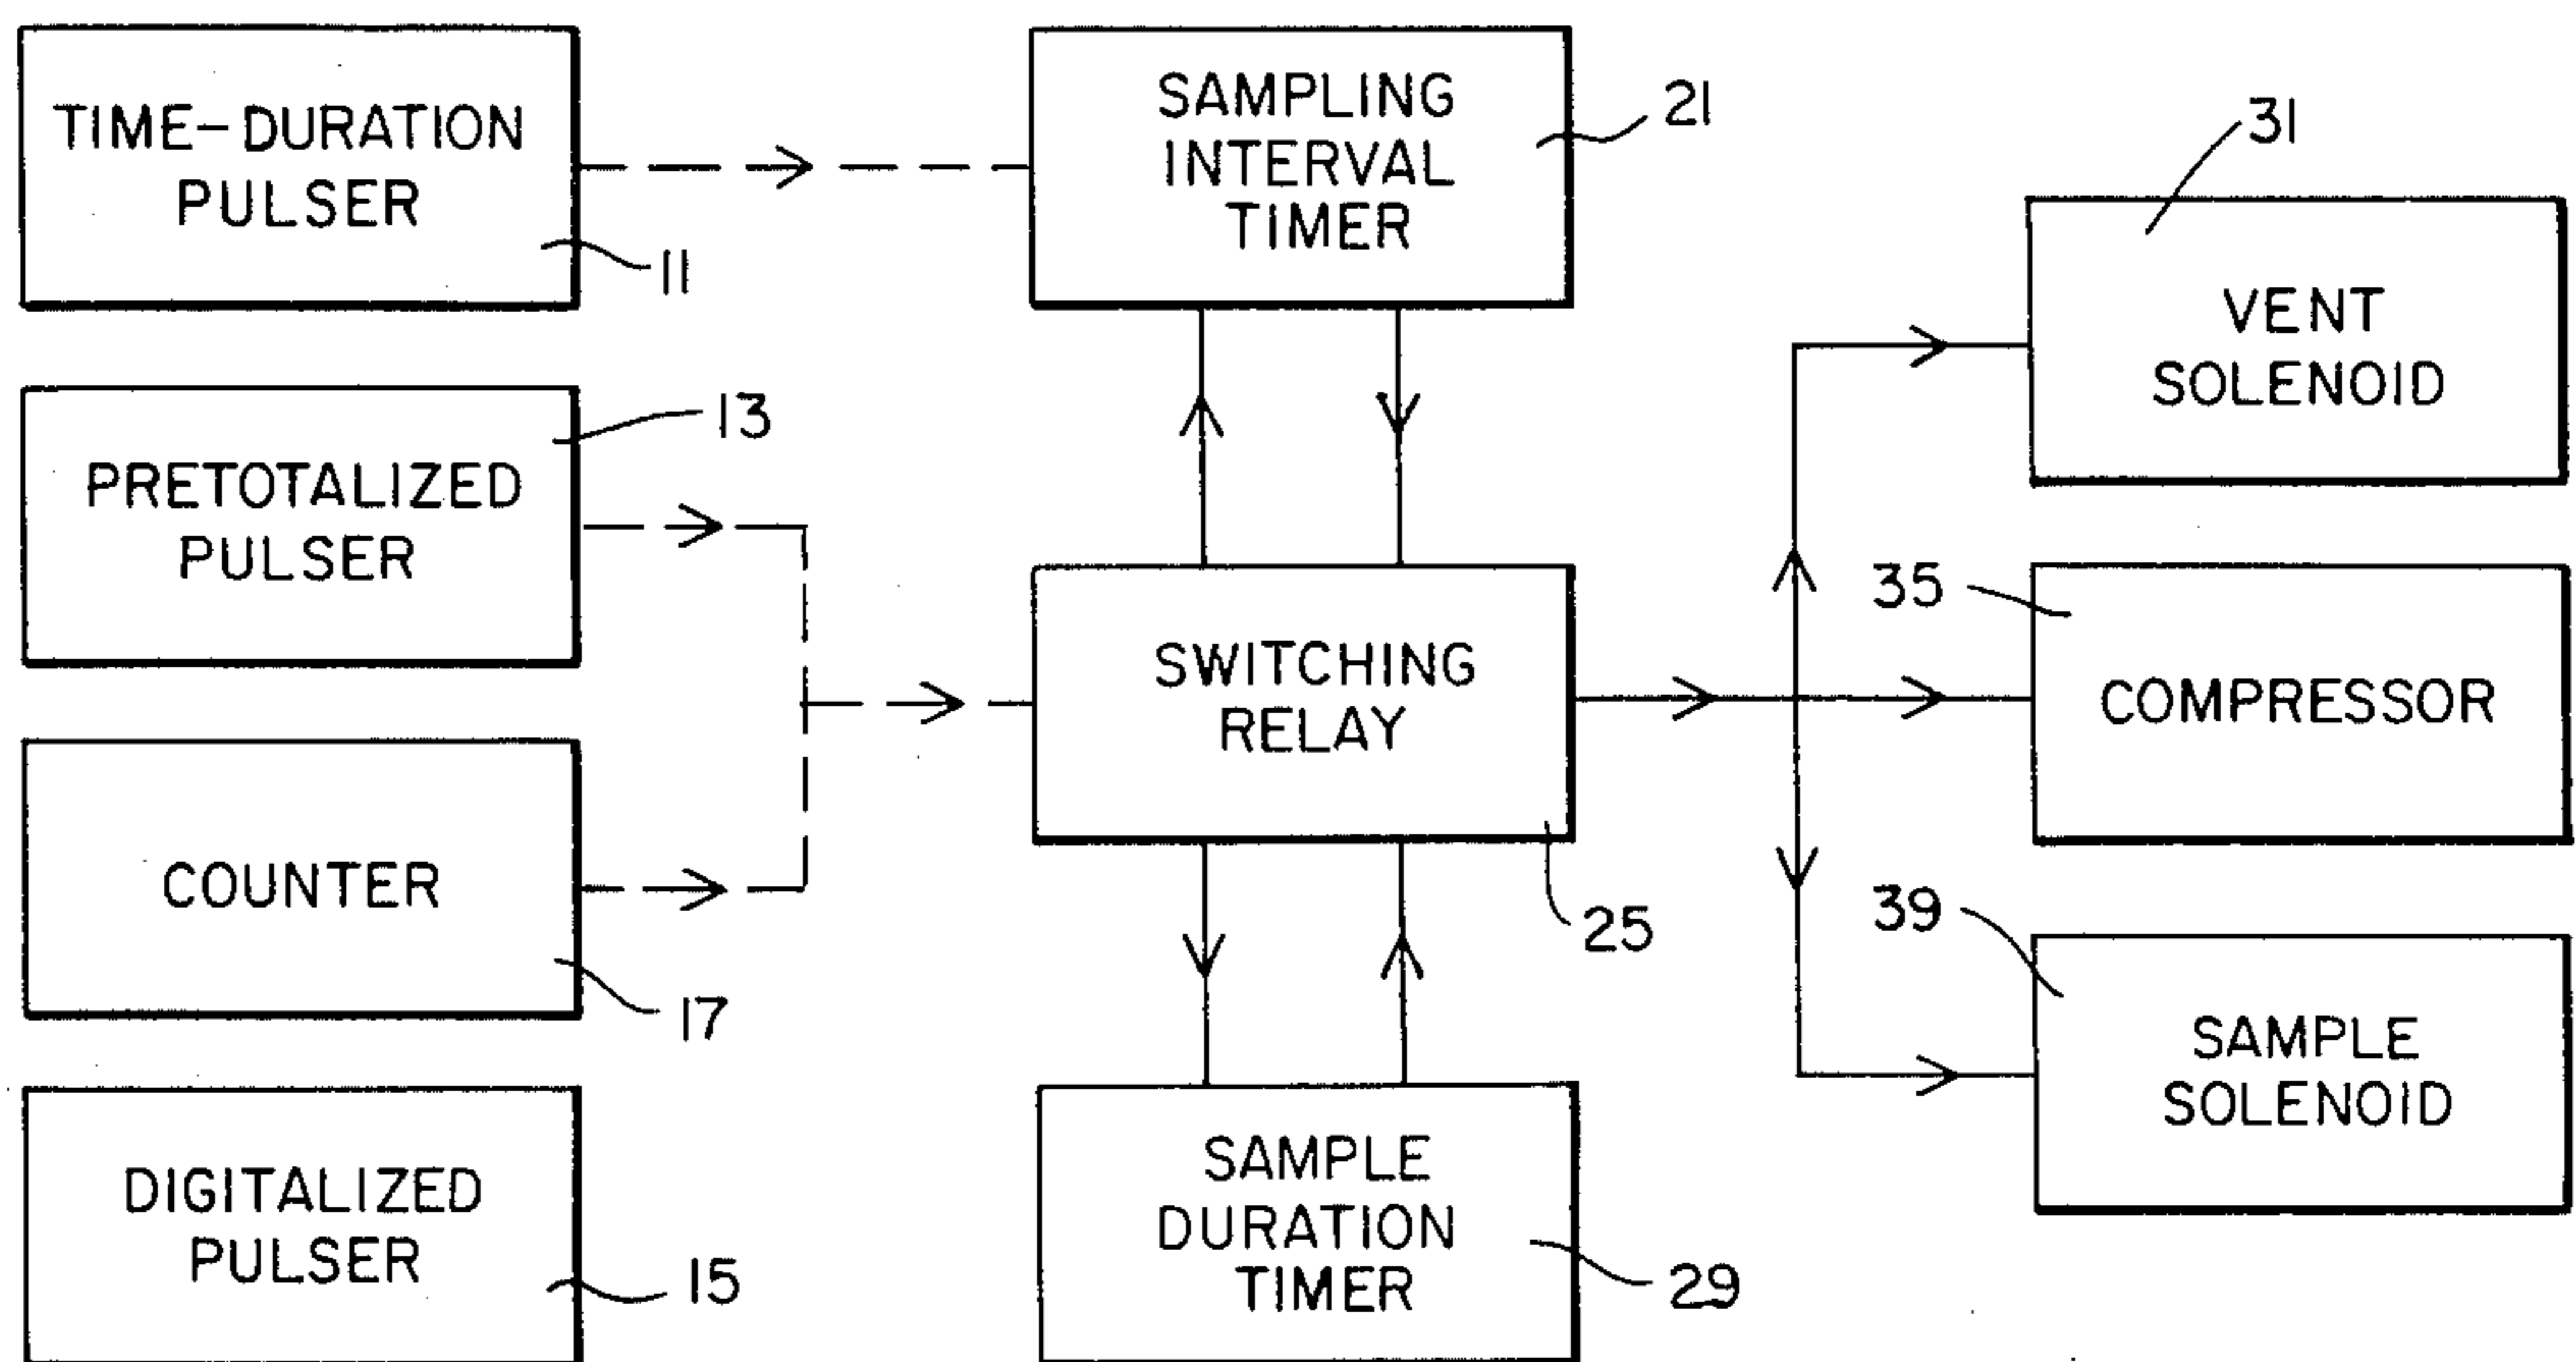 TIME-DURATION
PULSER
11
SAMPLING
INTERVAL
TIMER
21
31
VENT
SOLENOID
13
PRETOTALIZED
PULSER
SWITCHING
RELAY
25
35
COMPRESSOR
COUNTER
17
39
SAMPLE
SOLENOID
DIGITALIZED
PULSER
15
SAMPLE
DURATION
TIMER
29